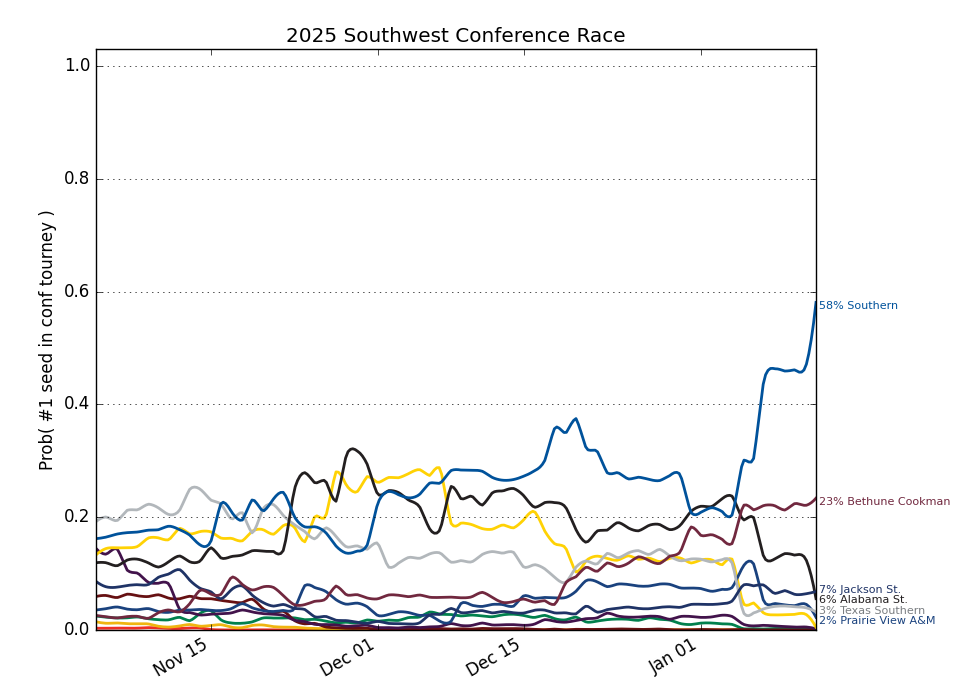 2025 Southwest Conference Race
Prob( #1 seed in conf tourney )
1.0
0.8
0.6
0.4
0.2
0.0
Nov 15
Dec 01
Dec 15
Jan 01
58% Southern
23% Bethune Cookman
7% Jackson St.
6% Alabama St.
3% Texas Southern
2% Prairie View A&M